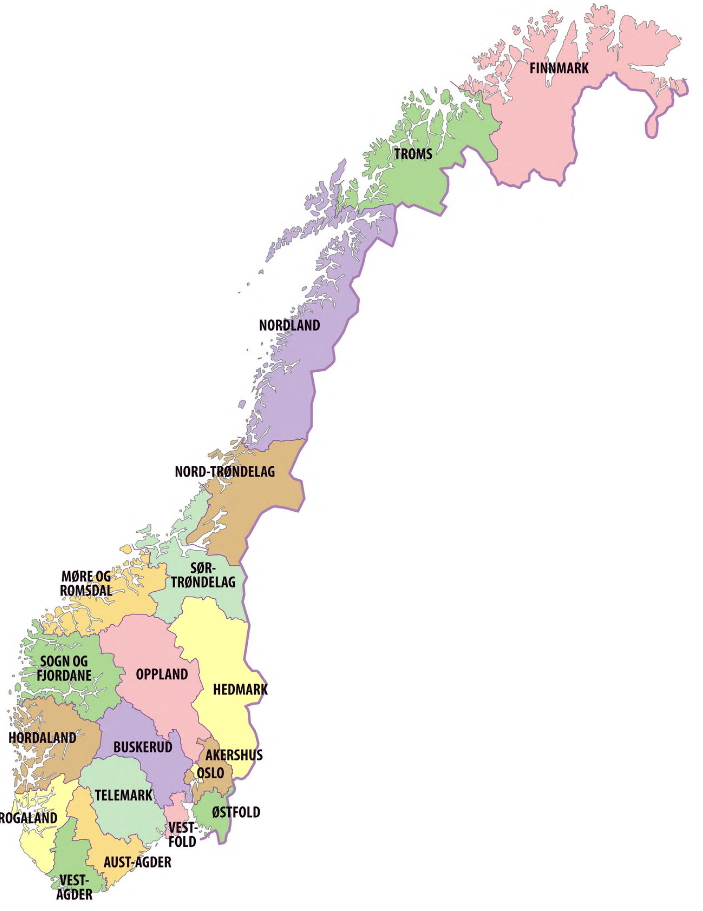 FINNMARK
TROMS
NORDLAND
NORD-TRØNDELAG
SØR-
TRØNDELAG
MØRE OG
ROMSDAL
SOGN OG
FJORDANE
OPPLAND
HEDMARK
HORDALAND
BUSKERUD
AKERSHUS
OSLO
TELEMARK
ROGALAND
ØSTFOLD
VEST-
FOLD
AUST-AGDER
VEST-
AGDER